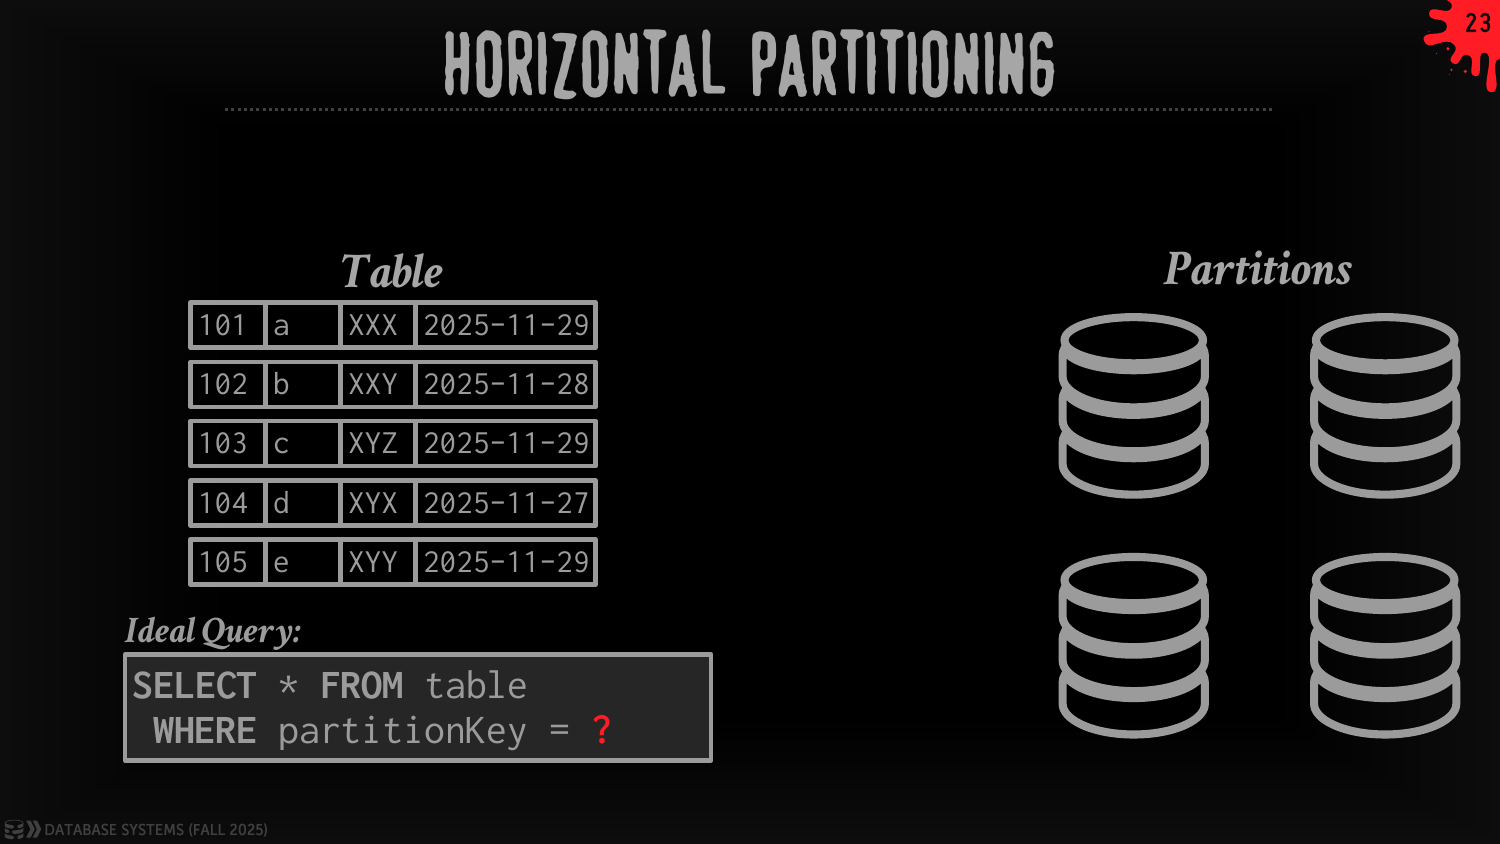 23
HORIZONTAL PARTITIONING
Table
Partitions
101 a XXX 2025-11-29
102 b XXY 2025-11-28
103 c XYZ 2025-11-29
104 d XYX 2025-11-27
105 e XYY 2025-11-29
Ideal Query:
SELECT * FROM table
WHERE partitionKey = ?
DATABASE SYSTEMS (FALL 2025)